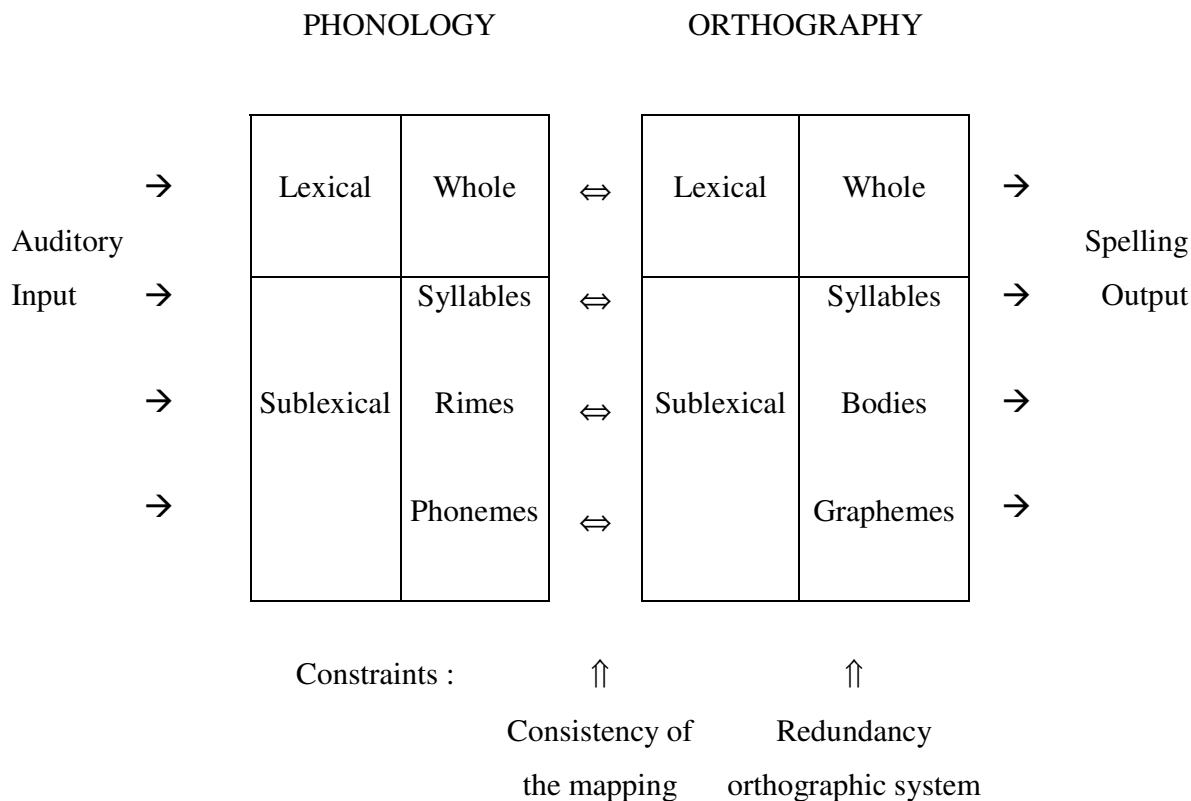 PHONOLOGY ORTHOGRAPHY
→ Lexical Whole ⇔ Lexical Whole →
Auditory Spelling
Input → Syllables ⇔ Syllables → Output
→ Sublexical Rimes ⇔ Sublexical Bodies →
→ Phonemes ⇔ Graphemes →
Constraints : ⇑ ⇑
Consistency of Redundancy
the mapping orthographic system